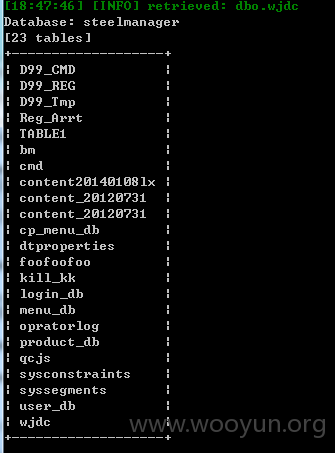 [18:47:46] [INFO] retrieved: dbo.wjdc
Database: steelmanager
[23 tables]
+--------------------+
| D99_CMD            |
| D99_REG            |
| D99_Tmp            |
| Reg_Arrt           |
| TABLE1             |
| bm                 |
| cmd                |
| content20140108lx  |
| content_20120731   |
| content_20120731   |
| cp_menu_db         |
| dtproperties       |
| foofoofoo          |
| kill_kk            |
| login_db           |
| menu_db            |
| opratorlog         |
| product_db         |
| qcjs               |
| sysconstraints     |
| syssegments        |
| user_db            |
| wjdc               |
+--------------------+
www.wooyun.org